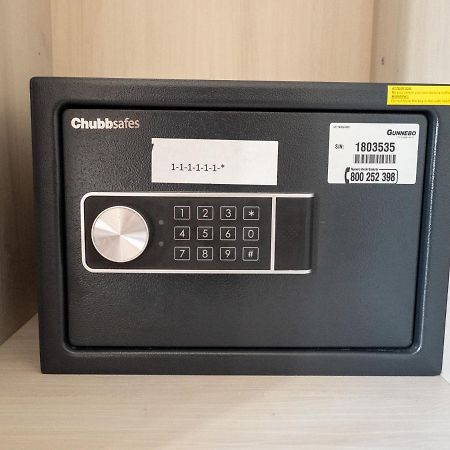 Chubbsafes
1-1-1-1-1-1-*
GUNNEBO
S/N: 1803535
800 252 398
1 2 3 *
4 5 6 0
7 8 9 #